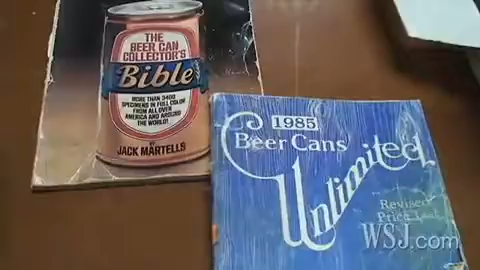 THE
BEER CAN
COLLECTOR'S
Bible
MORE THAN 3400
SPECIMENS IN FULL COLOR
FROM ALL OVER
AMERICA AND AROUND
THE WORLD!
BY
JACK MARTELLS
1985
Beer Cans
Unlimited
Revised
Price
WSJ.com